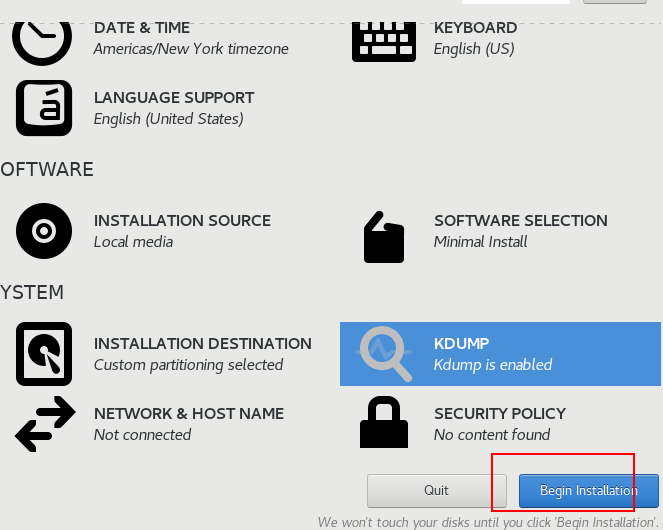 DATE & TIME
Americas/New York timezone
KEYBOARD
English (US)
LANGUAGE SUPPORT
English (United States)
OFTWARE
INSTALLATION SOURCE
Local media
SOFTWARE SELECTION
Minimal Install
YSTEM
INSTALLATION DESTINATION
Custom partitioning selected
KDUMP
Kdump is enabled
NETWORK & HOST NAME
Not connected
SECURITY POLICY
No content found
Quit
Begin Installation
We won't touch your disks until you click 'Begin Installation'.